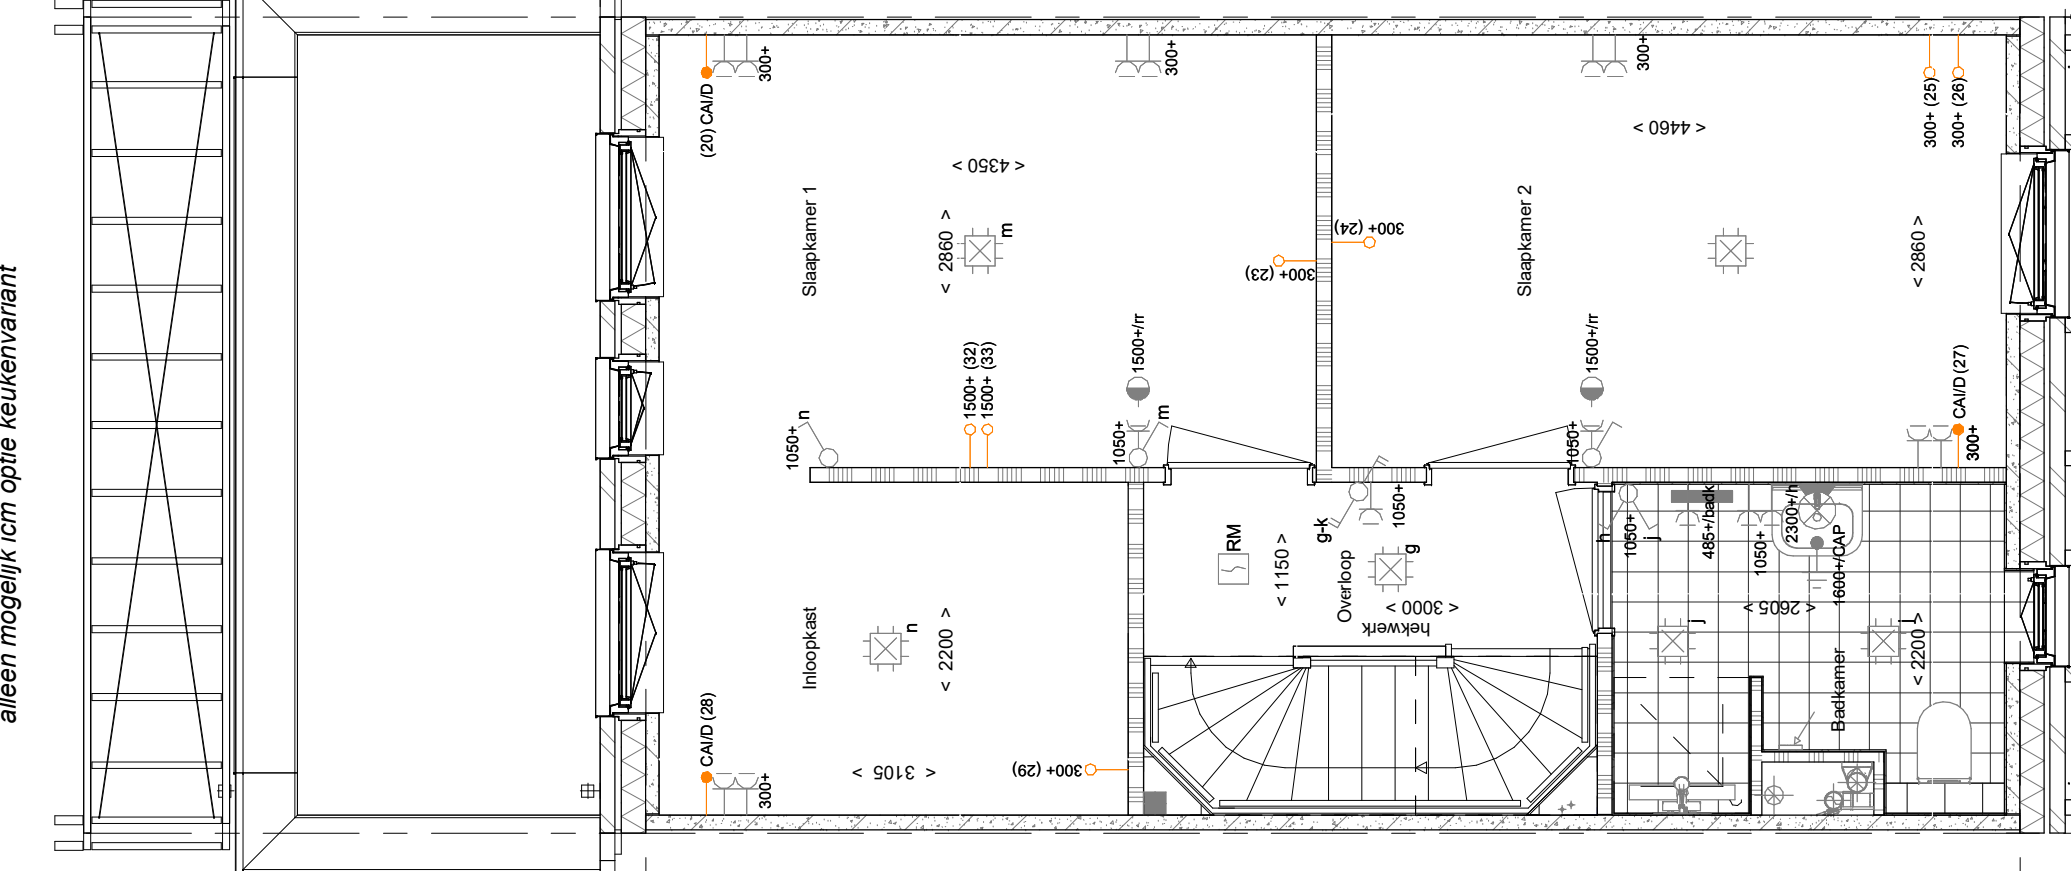 alleen mogelijk icm optie keukenvariant
(20) CAI/D
300+
300+
300+
300+ (25)
300+ (26)
< 4350 >
< 4460 >
Slaapkamer 1
< 2860 >
m
300+ (23)
300+ (24)
Slaapkamer 2
< 2860 >
1050+
n
1500+ (32)
1500+ (33)
1500+/rr
1050+
m
1500+/rr
1050+
CAI/D (27)
300+
RM
< 1150 >
g-k
1050+
Overloop
g
< 3000 >
hekwerk
h
1050+
j
485+/badk
1050+
2300+/h
1600+/CAP
< 2605 >
j
j
< 2200 >
Badkamer
Inloopkast
n
< 2200 >
CAI/D (28)
300+
< 3105 >
300+ (29)